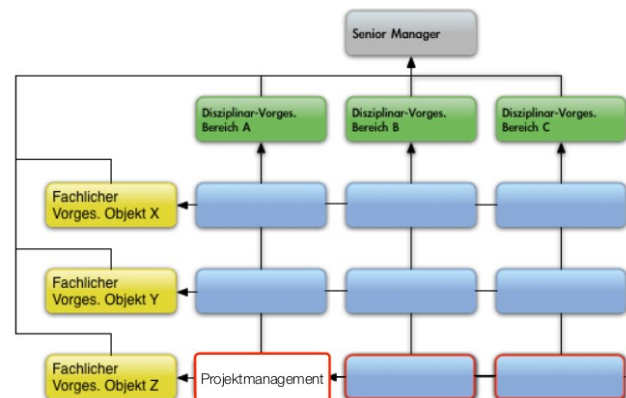 Senior Manager
Disziplinar-Vorges.
Bereich A
Disziplinar-Vorges.
Bereich B
Disziplinar-Vorges.
Bereich C
Fachlicher
Vorges. Objekt X
Fachlicher
Vorges. Objekt Y
Fachlicher
Vorges. Objekt Z
Projektmanagement